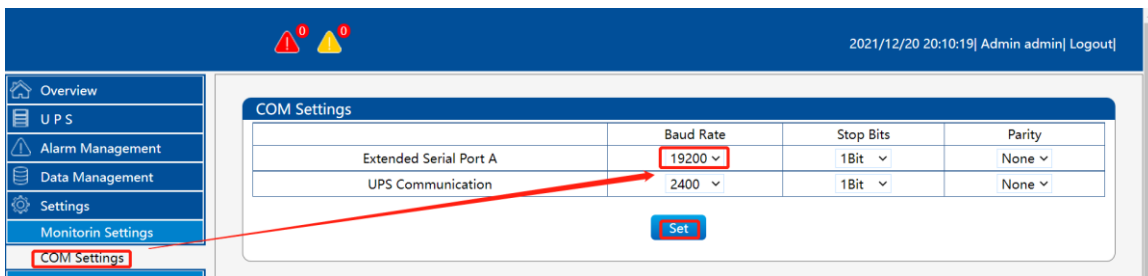 0 0
2021/12/20 20:10:19| Admin admin| Logout|
Overview
UPS
Alarm Management
Data Management
Settings
Monitorin Settings
COM Settings
COM Settings
Baud Rate Stop Bits Parity
Extended Serial Port A 19200 1Bit None
UPS Communication 2400 1Bit None
Set